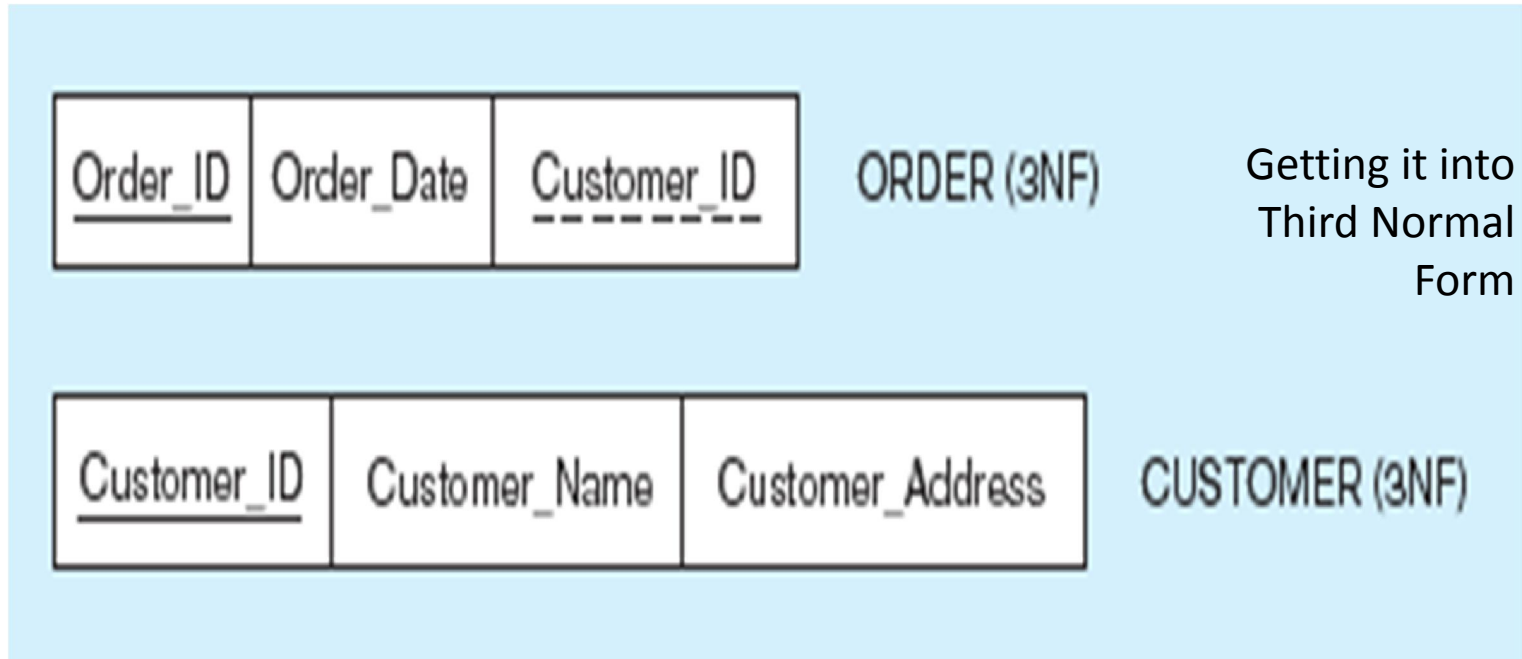 Order_ID Order_Date Customer_ID ORDER (3NF)
Getting it into
Third Normal
Form
Customer_ID Customer_Name Customer_Address CUSTOMER (3NF)